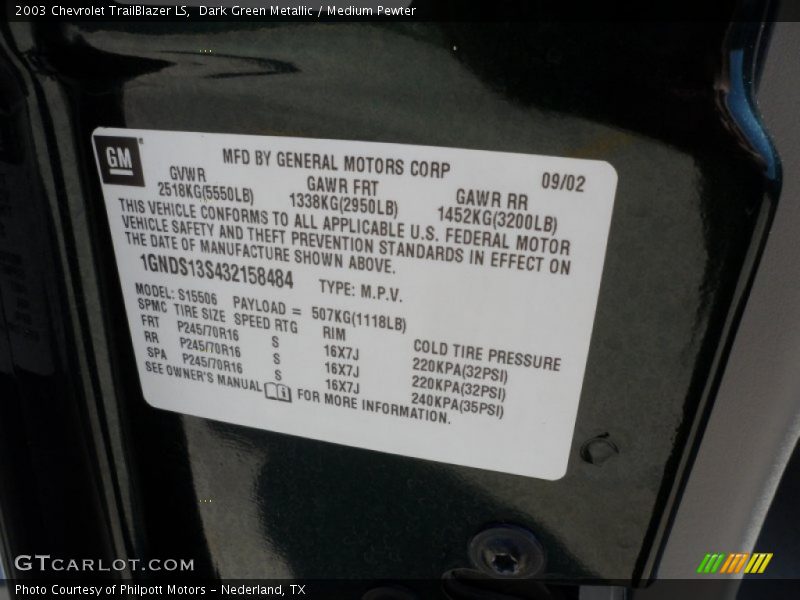 2003 Chevrolet TrailBlazer LS,  Dark Green Metallic / Medium Pewter
GM
MFD BY GENERAL MOTORS CORP
09/02
GVWR GAWR FRT GAWR RR
2518KG(5550LB) 1338KG(2950LB) 1452KG(3200LB)
THIS VEHICLE CONFORMS TO ALL APPLICABLE U.S. FEDERAL MOTOR
VEHICLE SAFETY AND THEFT PREVENTION STANDARDS IN EFFECT ON
THE DATE OF MANUFACTURE SHOWN ABOVE.
1GNDS13S432158484 TYPE: M.P.V.
MODEL: S15506 PAYLOAD = 507KG(1118LB)
SPMC TIRE SIZE SPEED RTG RIM COLD TIRE PRESSURE
FRT P245/70R16 S 16X7J 220KPA(32PSI)
RR P245/70R16 S 16X7J 220KPA(32PSI)
SPA P245/70R16 S 16X7J 240KPA(35PSI)
SEE OWNER'S MANUAL FOR MORE INFORMATION.
GTCARLOT.COM
Photo Courtesy of Philpott Motors - Nederland, TX